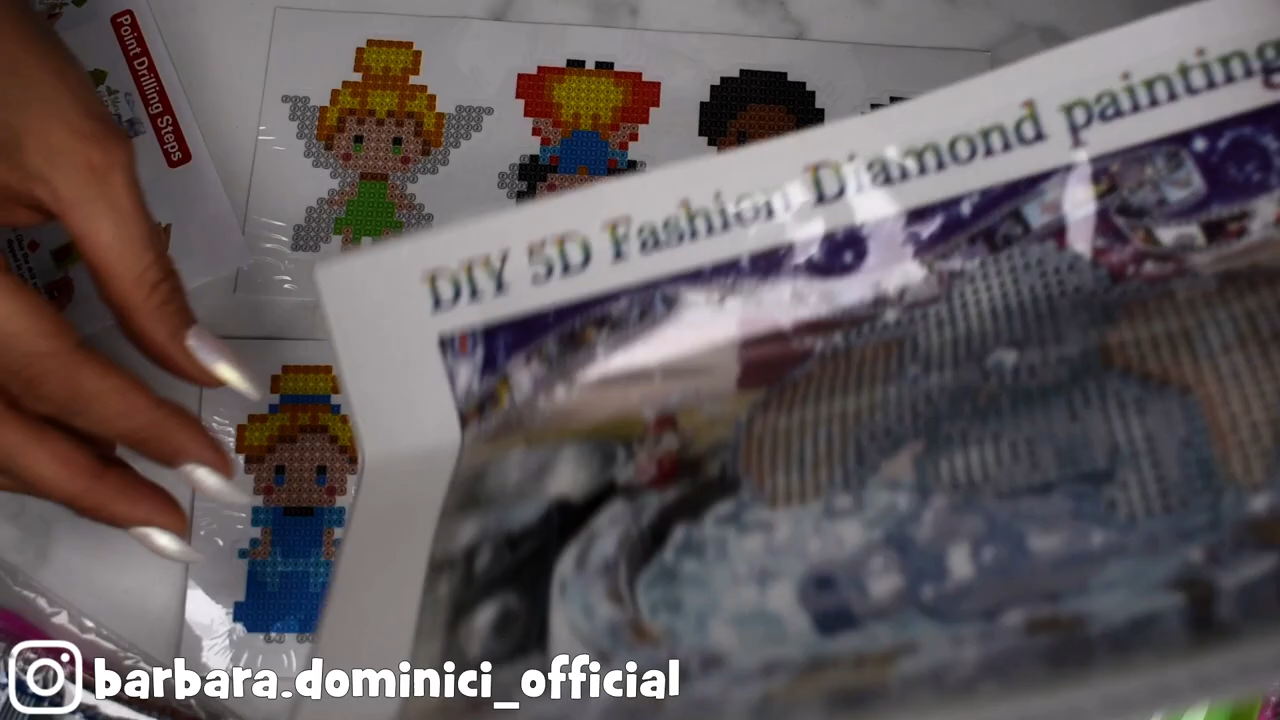 Point Drilling Steps
DIY 5D Fashion Diamond painting
barbara.dominici_official